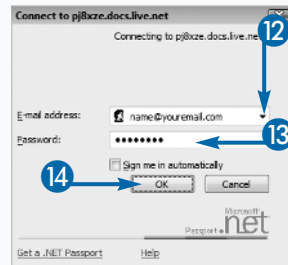 Connect to pj8xze.docs.live.net
Connecting to pj8xze.docs.live.ne
12
E-mail address: name@youremail.com
13
Password: ••••••••
Sign me in automatically
14
OK Cancel
Microsoft
Passport net
Get a .NET Passport Help